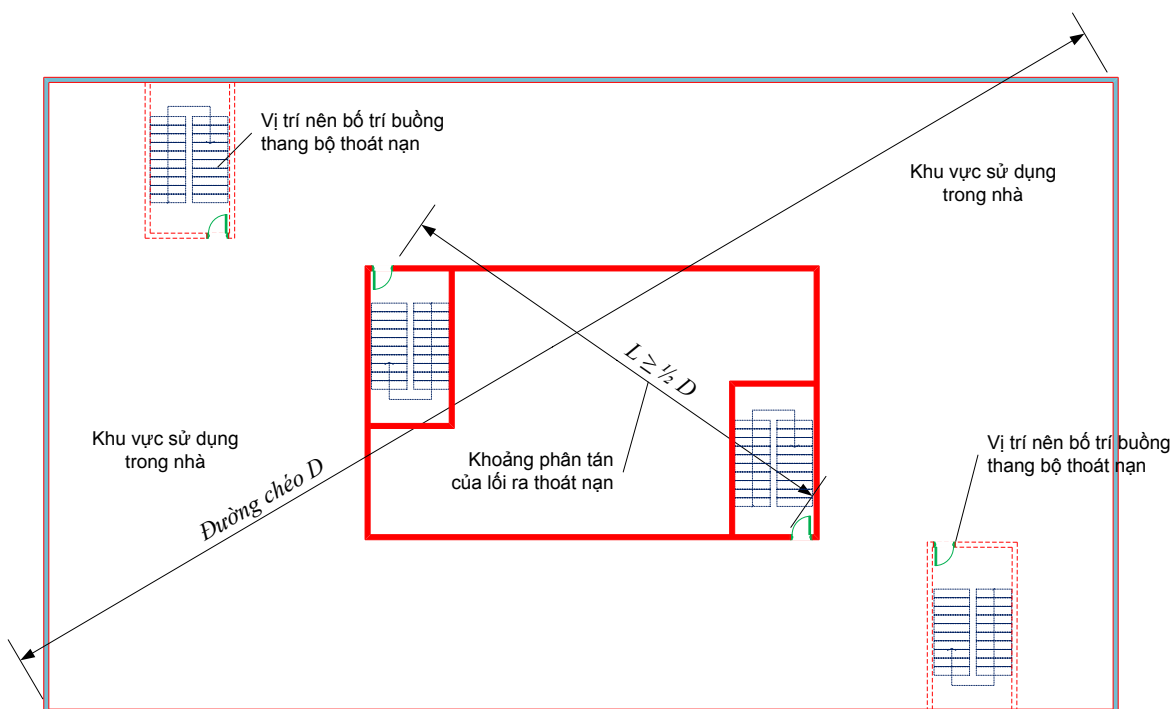 Vị trí nên bố trí buồng
thang bộ thoát nạn
Khu vực sử dụng
trong nhà
L ≥ ½ D
Khu vực sử dụng
trong nhà
Đường chéo D
Khoảng phân tán
của lối ra thoát nạn
Vị trí nên bố trí buồng
thang bộ thoát nạn